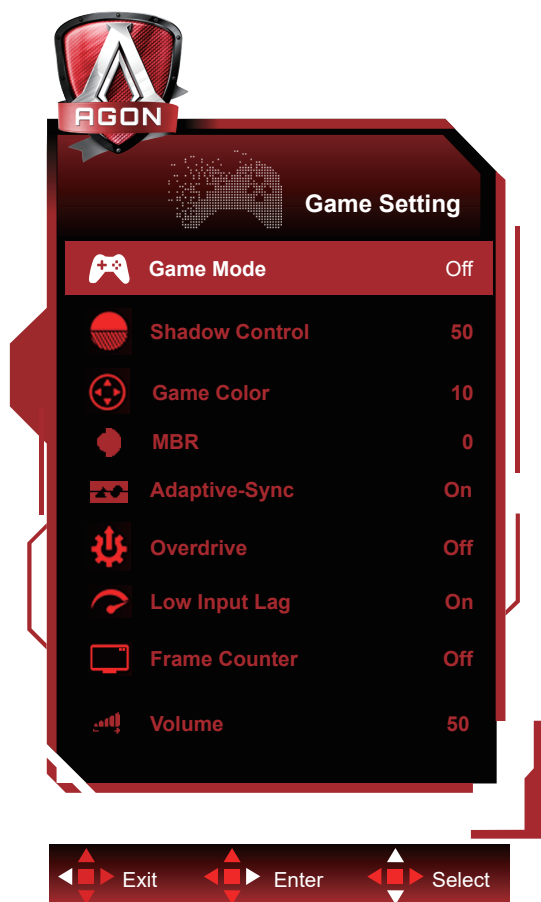 AGON
Game Setting
Game Mode Off
Shadow Control 50
Game Color 10
MBR 0
Adaptive-Sync On
Overdrive Off
Low Input Lag On
Frame Counter Off
Volume 50
Exit Enter Select